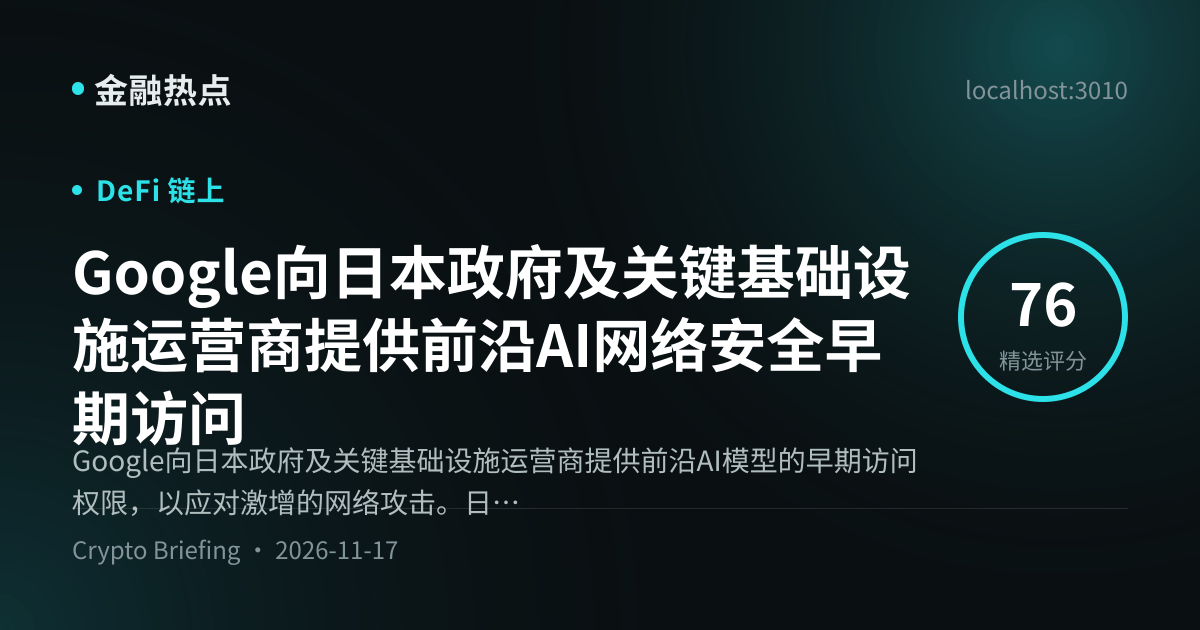 金融热点
localhost:3010
DeFi 链上
Google向日本政府及关键基础设
施运营商提供前沿AI网络安全早
期访问
76
精选评分
Google向日本政府及关键基础设施运营商提供前沿AI模型的早期访问
权限，以应对激增的网络攻击。日…
Crypto Briefing · 2026-11-17